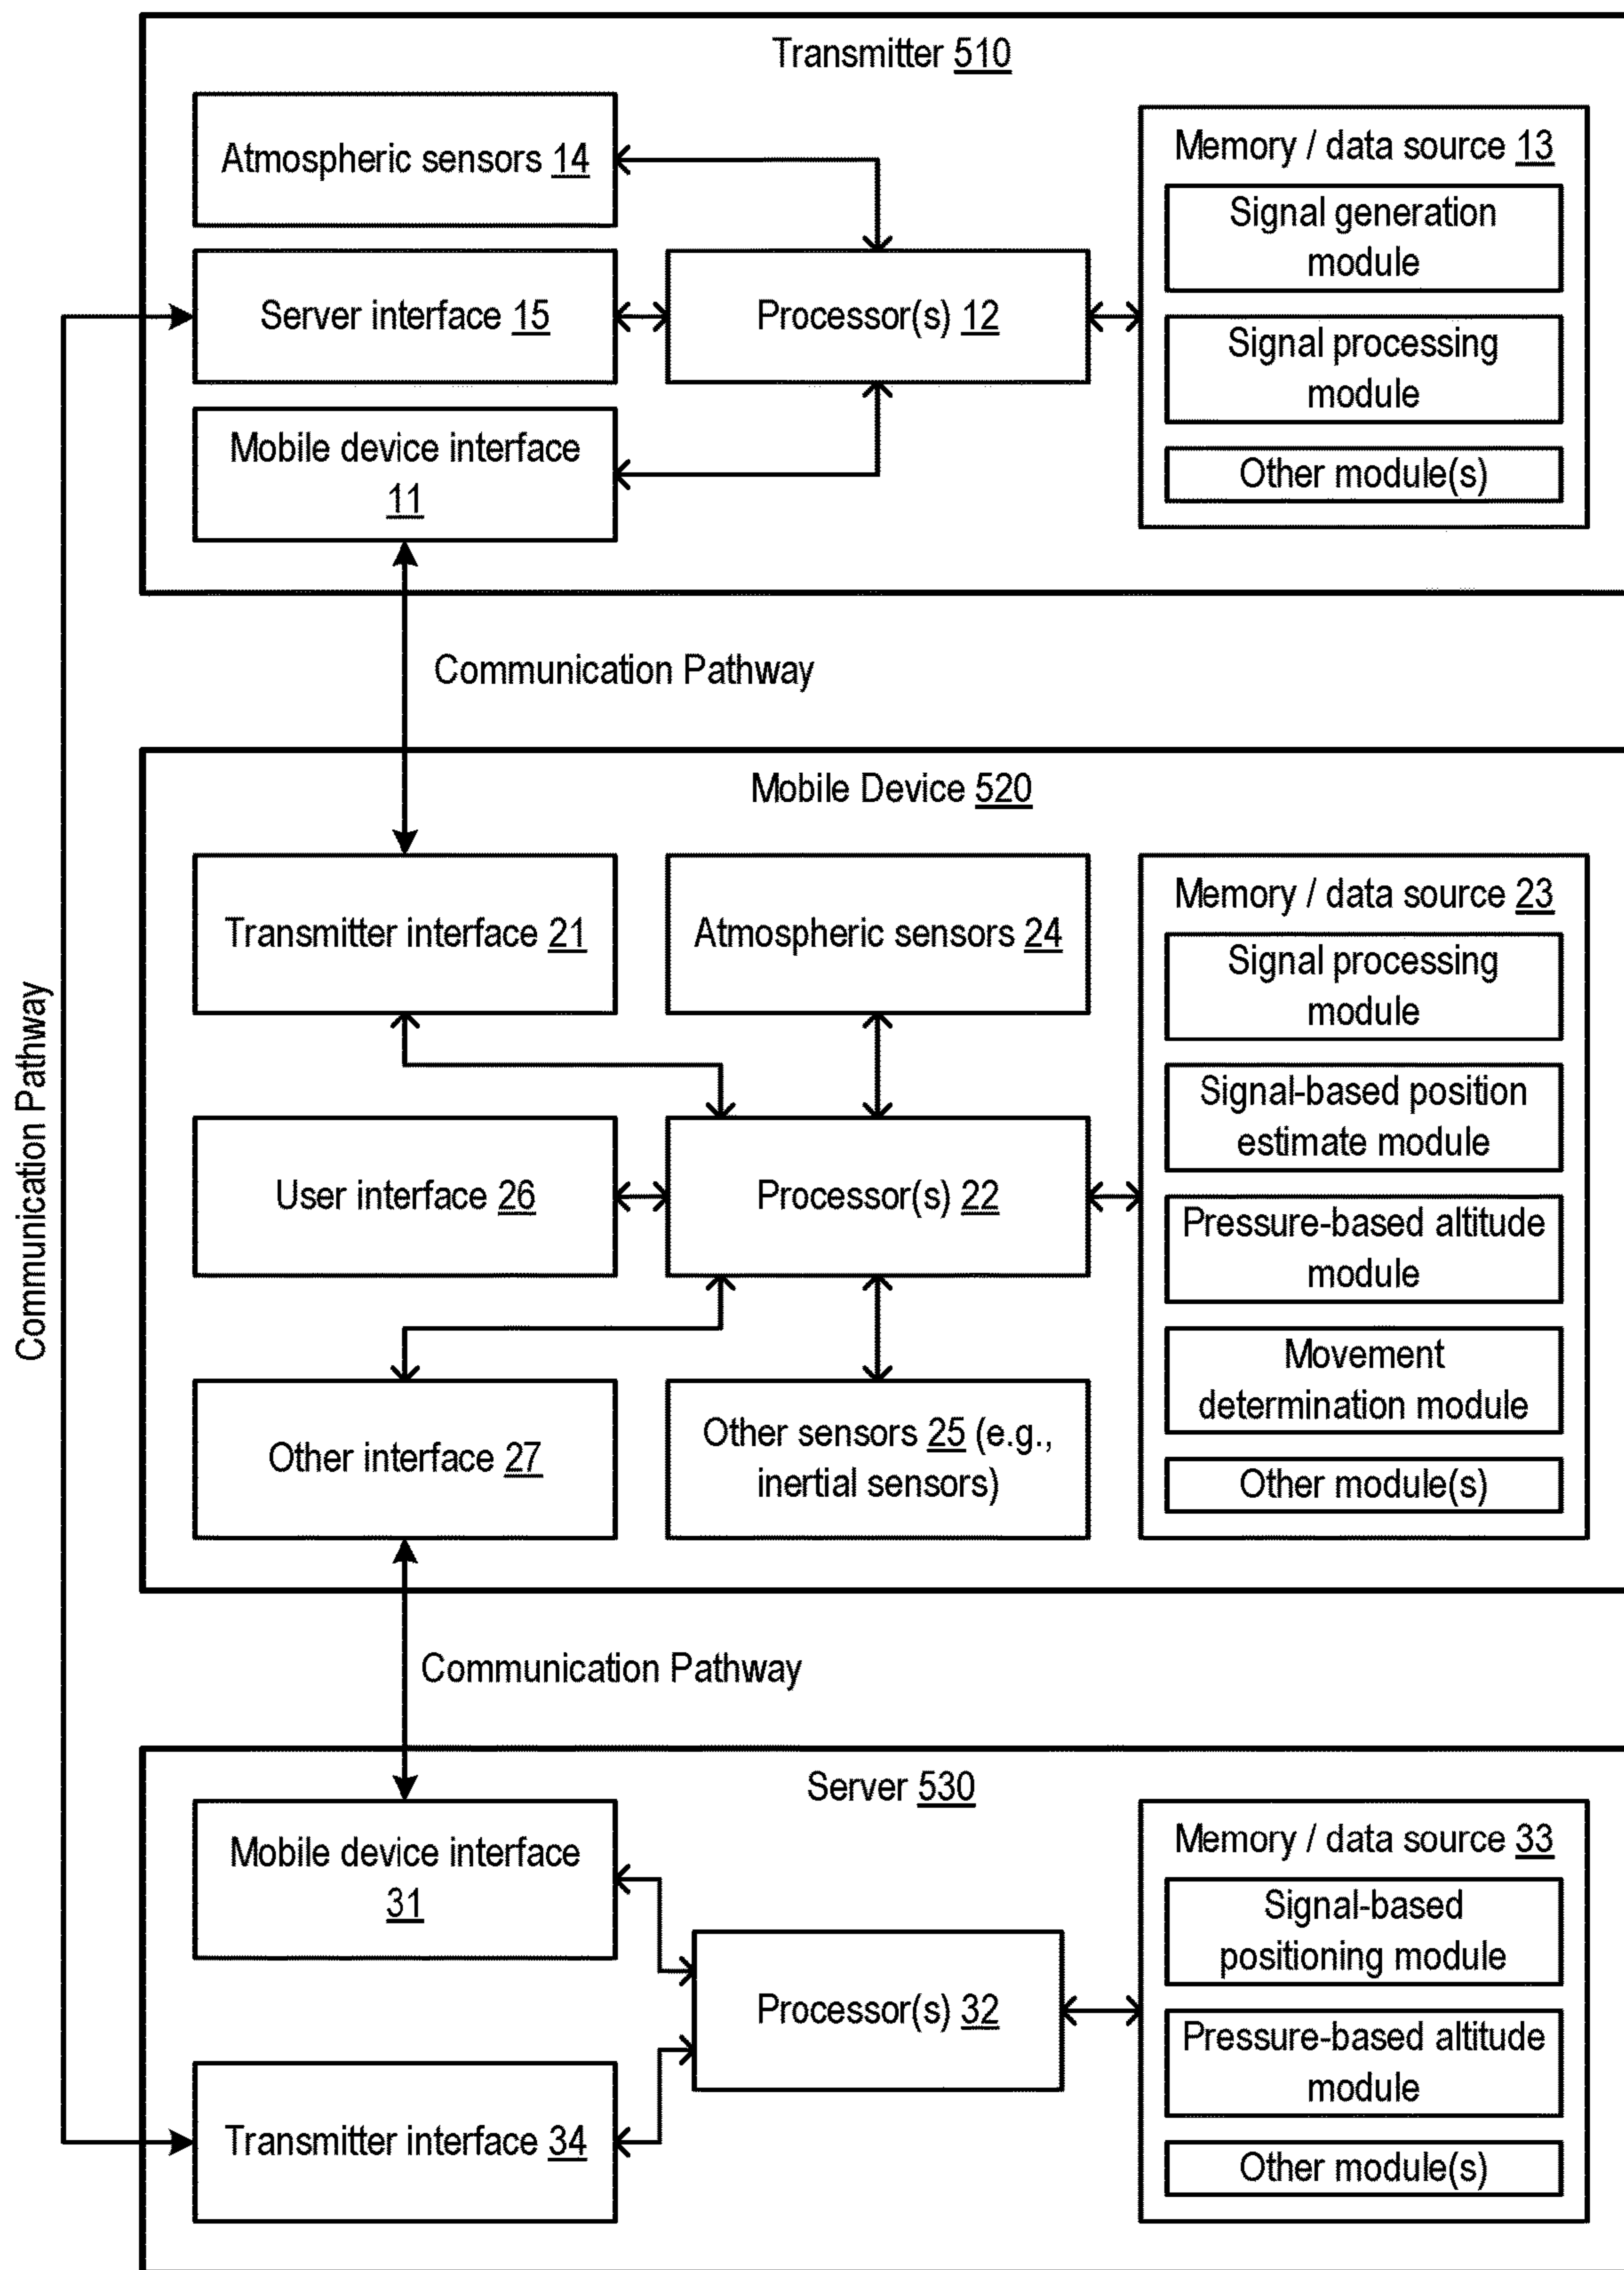 Transmitter 510
Atmospheric sensors 14
Server interface 15
Mobile device interface
11
Processor(s) 12
Memory / data source 13
Signal generation
module
Signal processing
module
Other module(s)
Communication Pathway
Communication Pathway
Mobile Device 520
Transmitter interface 21
Atmospheric sensors 24
User interface 26
Processor(s) 22
Other interface 27
Other sensors 25 (e.g.,
inertial sensors)
Memory / data source 23
Signal processing
module
Signal-based position
estimate module
Pressure-based altitude
module
Movement
determination module
Other module(s)
Communication Pathway
Server 530
Mobile device interface
31
Processor(s) 32
Transmitter interface 34
Memory / data source 33
Signal-based
positioning module
Pressure-based altitude
module
Other module(s)